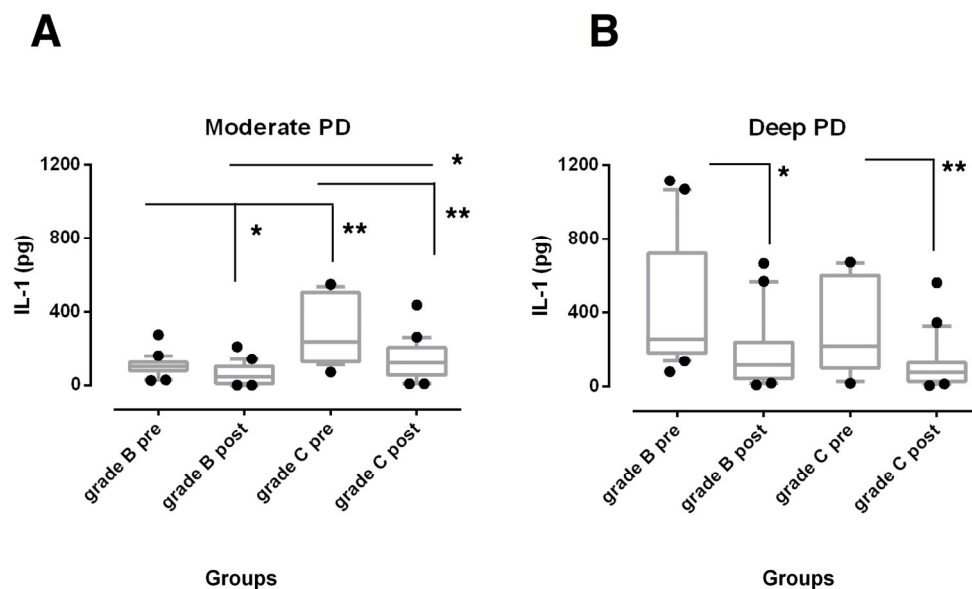 A
Moderate PD
IL-1 (pg)
1200
800
400
0
*
*
**
**
grade B pre
grade B post
grade C pre
grade C post
Groups
B
Deep PD
IL-1 (pg)
1200
800
400
0
*
**
grade B pre
grade B post
grade C pre
grade C post
Groups